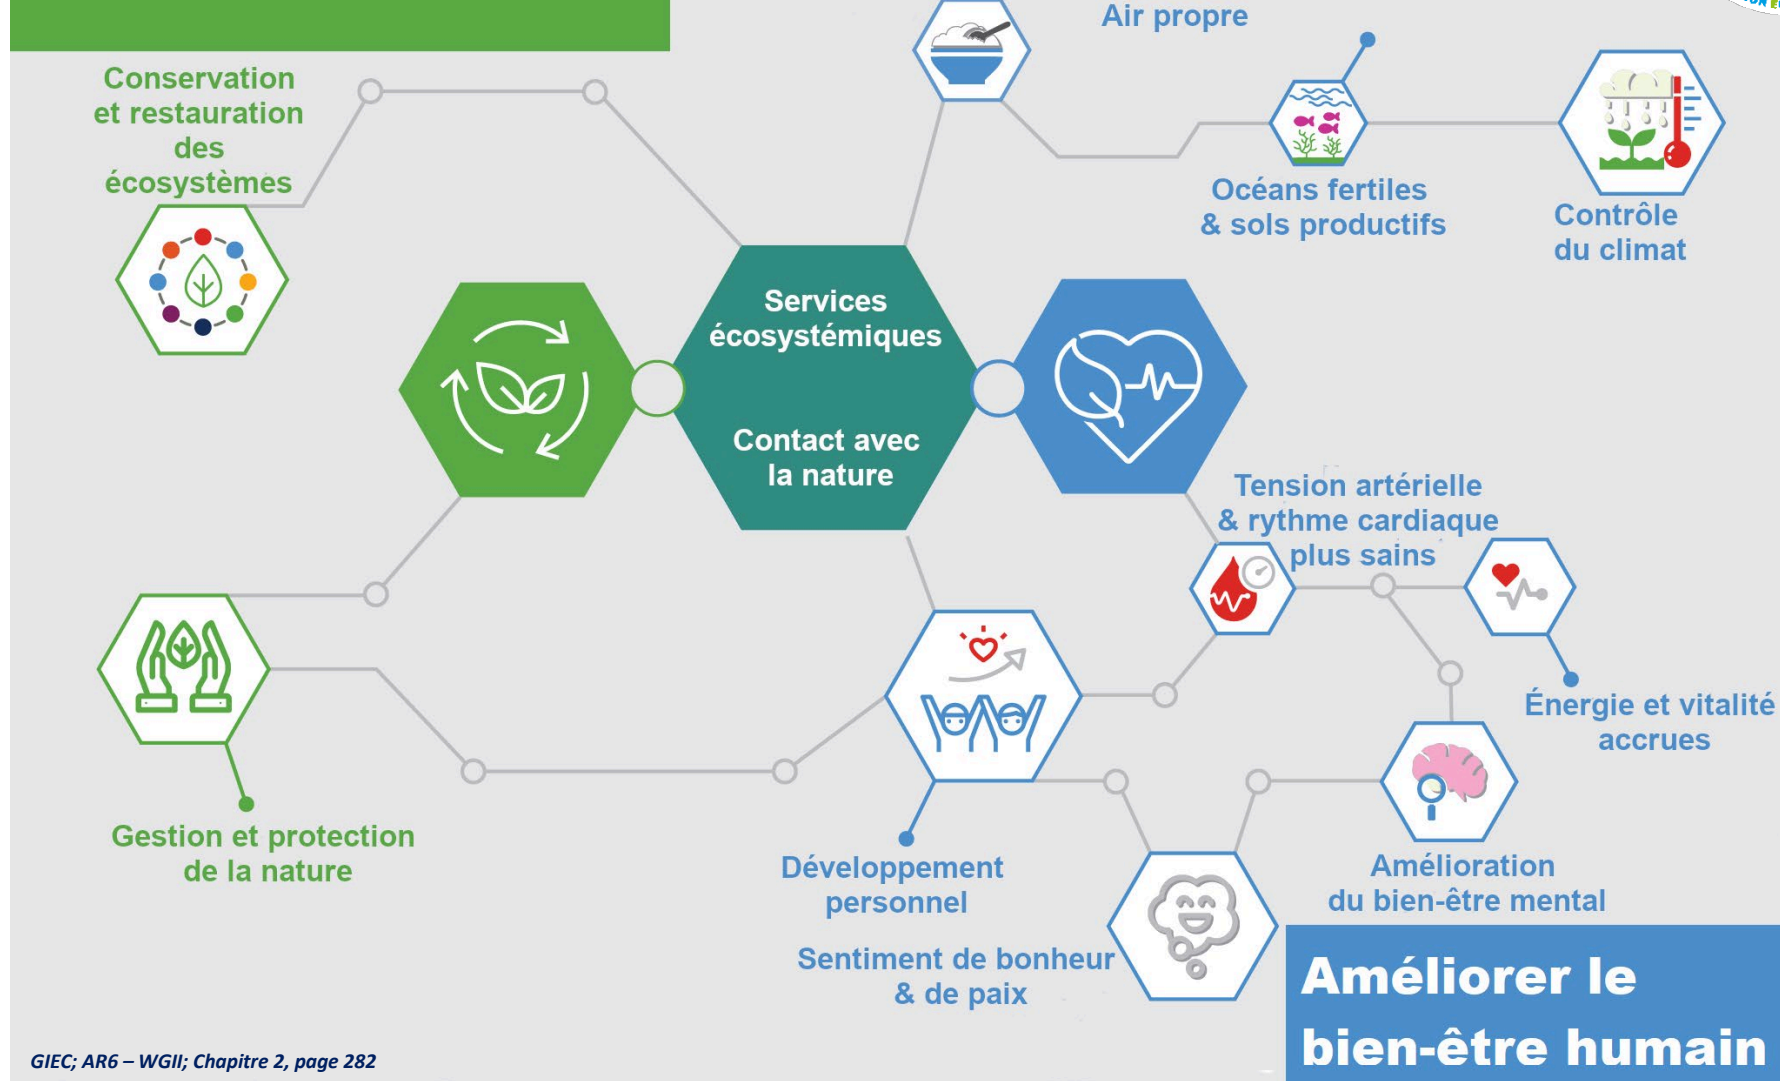 Air propre
Conservation
et restauration
des
écosystèmes
Océans fertiles
& sols productifs
Contrôle
du climat
Services
écosystémiques
Contact avec
la nature
Tension artérielle
& rythme cardiaque
plus sains
Énergie et vitalité
accrues
Gestion et protection
de la nature
Développement
personnel
Amélioration
du bien-être mental
Sentiment de bonheur
& de paix
Améliorer le
bien-être humain
GIEC; AR6 – WGII; Chapitre 2, page 282